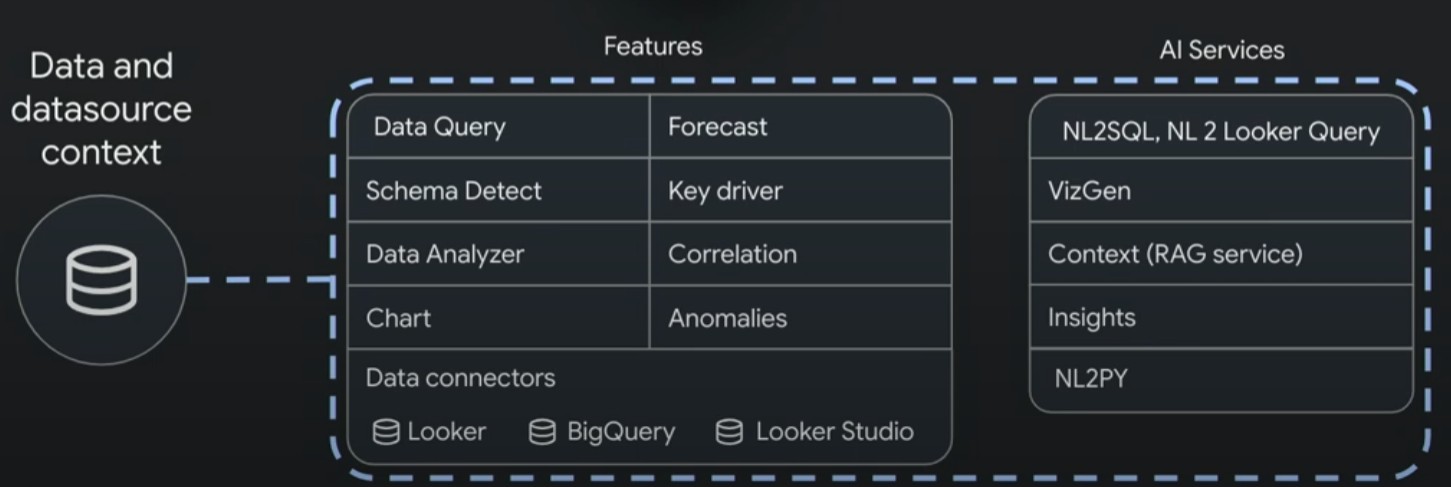 Data and
datasource
context
Features
Data Query
Forecast
Schema Detect
Key driver
Data Analyzer
Correlation
Chart
Anomalies
Data connectors
Looker
BigQuery
Looker Studio
AI Services
NL2SQL, NL 2 Looker Query
VizGen
Context (RAG service)
Insights
NL2PY